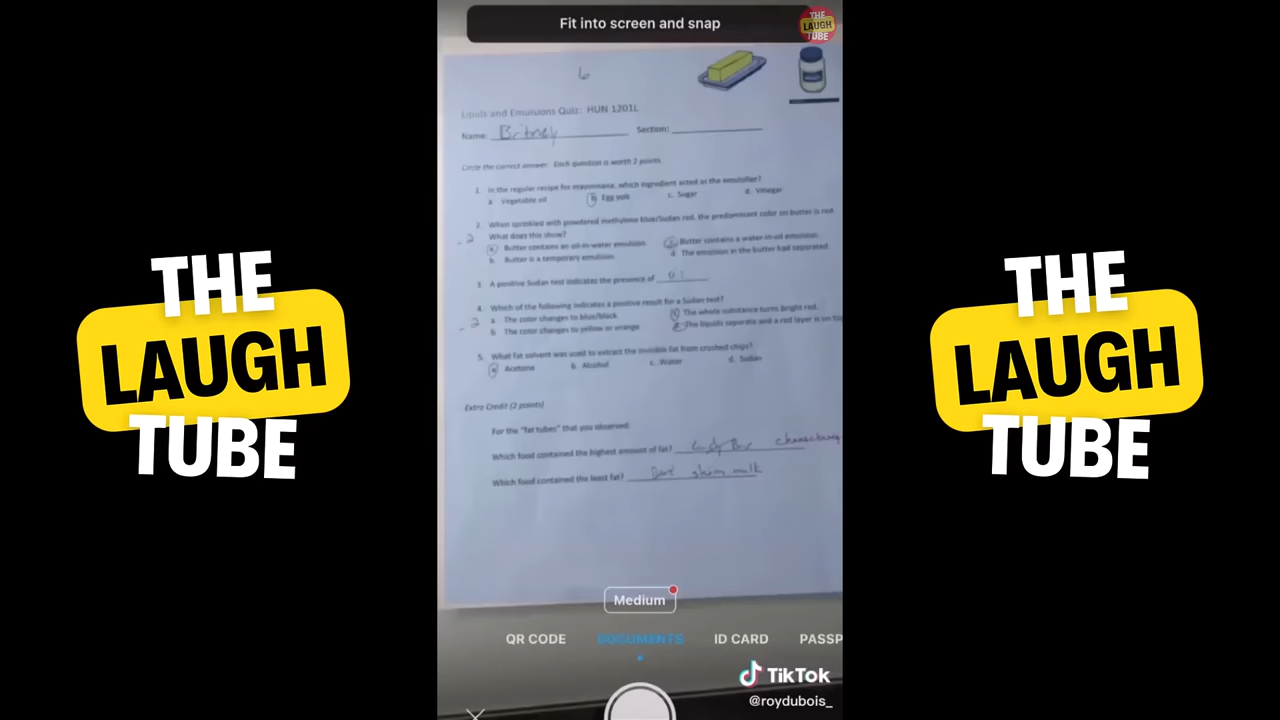 Fit into screen and snap
THE
LAUGH
TUBE
6
Lipids and Emulsions Quiz: HUN 1201L
Name: Britney Section:
Circle the correct answer. Each question is worth 2 points.
1. In the regular recipe for mayonnaise, which ingredient acted as the emulsifier?
a Vegetable oil b Egg yolk c. Sugar d. Vinegar
2. When sprinkled with powdered methylene blue/Sudan red, the predominant color on butter is red.
What does this show?
- 2
a Butter contains an oil-in-water emulsion. c Butter contains a water-in-oil emulsion.
b. Butter is a temporary emulsion. d. The emulsion in the butter had separated
3. A positive Sudan test indicates the presence of oil
4. Which of the following indicates a positive result for a Sudan test?
a. The color changes to blue/black. c The whole substance turns bright red.
- 2
b. The color changes to yellow or orange d. The liquids separate and a red layer is on
5. What fat solvent was used to extract the invisible fat from crushed chips?
a Acetone b. Alcohol c. Water d. Sudan
Extra Credit (2 points)
For the "fat tubes" that you observed:
Which food contained the highest amount of fat?
Which food contained the least fat? skim milk
Medium
QR CODE DOCUMENTS ID CARD PASSP
TikTok
@roydubois_
THE
LAUGH
TUBE
THE
LAUGH
TUBE